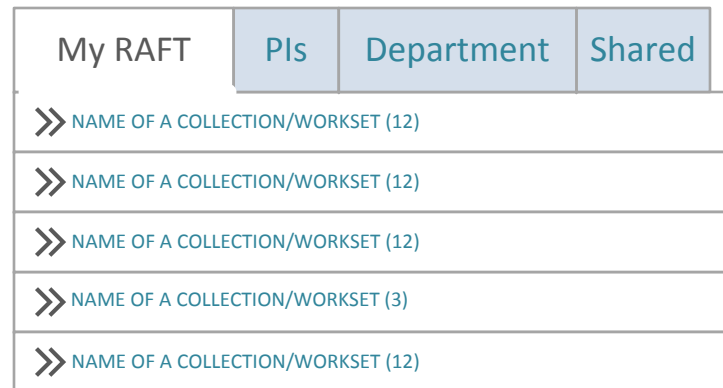 My RAFT PIs Department Shared
NAME OF A COLLECTION/WORKSET (12)
NAME OF A COLLECTION/WORKSET (12)
NAME OF A COLLECTION/WORKSET (12)
NAME OF A COLLECTION/WORKSET (3)
NAME OF A COLLECTION/WORKSET (12)